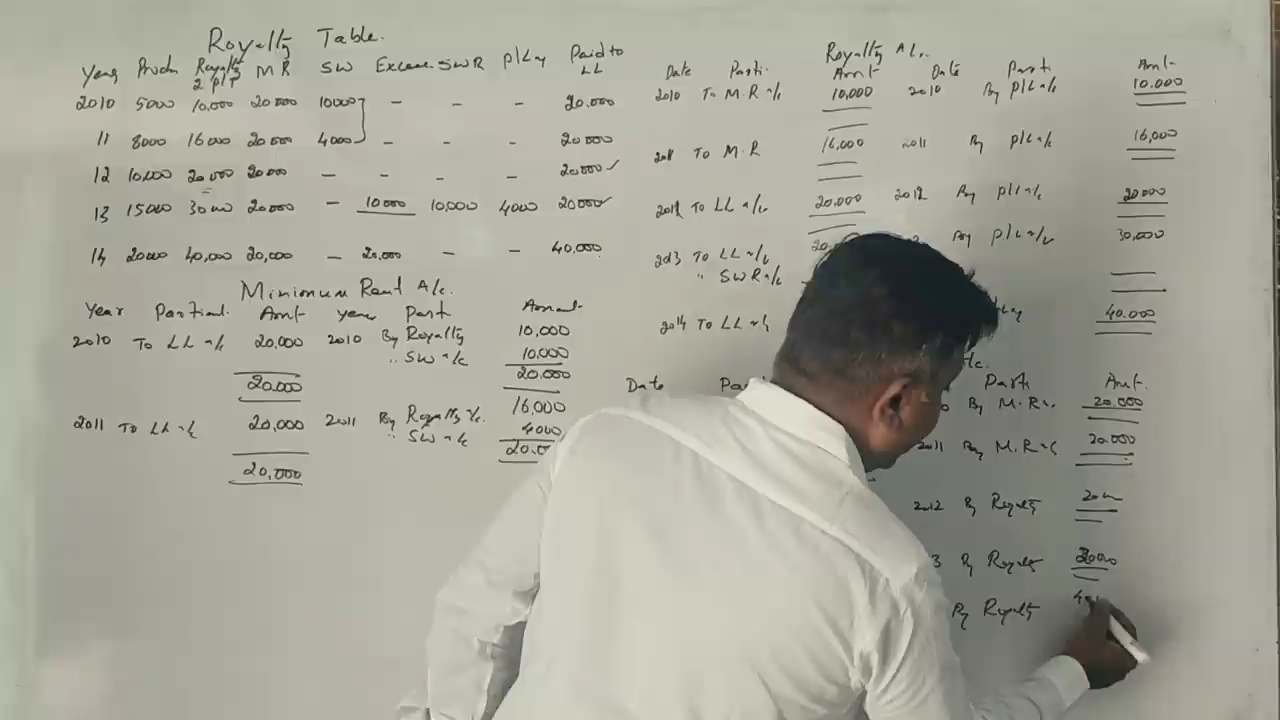 Royalty Table.
Year Produ Royalty M R SW Excess SWR P/L a/c Paid to
2 P/T LL
2010 5000 10,000 20000 10000 - - - 20.000
11 8000 16000 20000 4000 - - - 20000
12 10,000 20000 20000 - - - - 20000
13 15000 30000 20000 - 10000 10,000 4000 20000
14 20000 40,000 20,000 - 20,000 - - 40,000
Minimum Rent A/c.
Year Partical. Amt year Part Amount
2010 To LL a/c 20,000 2010 By Royalty 10,000
" SW a/c 10,000
20.000 20,000
2011 To LL a/c 20,000 2011 By Royalty a/c. 16,000
" SW a/c 4000
20,000
Royalty A/c.
Date Parti. Amnt Date Parti Amt
2010 To M.R a/c 10,000 2010 By P/L a/c 10.000
To M.R 16,000 2011 By P/L a/c 16,000
2012 To LL a/c 20,000 2012 By P/L a/c 20000
2013 To LL a/c By P/L a/c 30,000
" SWR a/c
2014 To LL a/c 40.000
Date Parti Amt.
By M.R 20.000
2011 By M.R a/c 20.000
2012 By Royalty
By Royalty
By Royalty